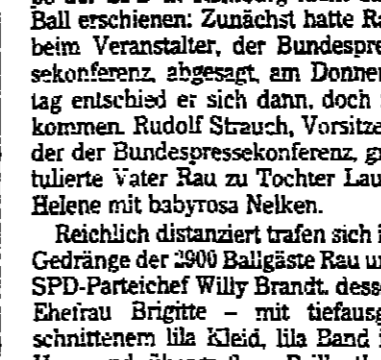 Ball erschienen: Zunächst hatte Ra
beim Veranstalter, der Bundespre
sekonferenz, abgesagt, am Donner
tag entschied er sich dann, doch
kommen. Rudolf Strauch, Vorsitze
der der Bundespressekonferenz, g
tulierte Vater Rau zu Tochter Lau
Helene mit babyrosa Nelken.
Reichlich distanziert trafen sich i
Gedränge der 2900 Ballgäste Rau u
SPD-Parteichef Willy Brandt, dess
Ehefrau Brigitte – mit tiefausg
schnittenem lila Kleid, lila Band